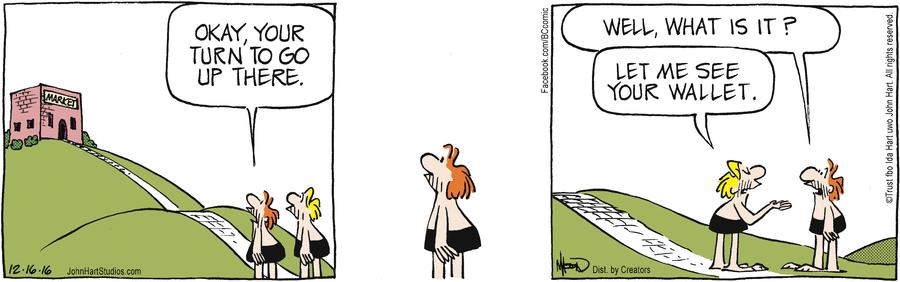 OKAY, YOUR
TURN TO GO
UP THERE.
MARKET
12·16·16
JohnHartStudios.com
Facebook.com/BCcomic
WELL, WHAT IS IT?
LET ME SEE
YOUR WALLET.
Dist. by Creators
©Trust fbo Ida Hart uwo John Hart. All rights reserved.